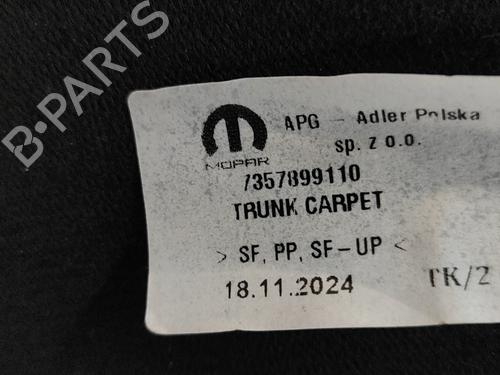 APG - Adler Polska
sp. z o.o.
MOPAR
7357899110
TRUNK CARPET
> SF, PP, SF-UP <
18.11.2024
TK/2
B-PARTS